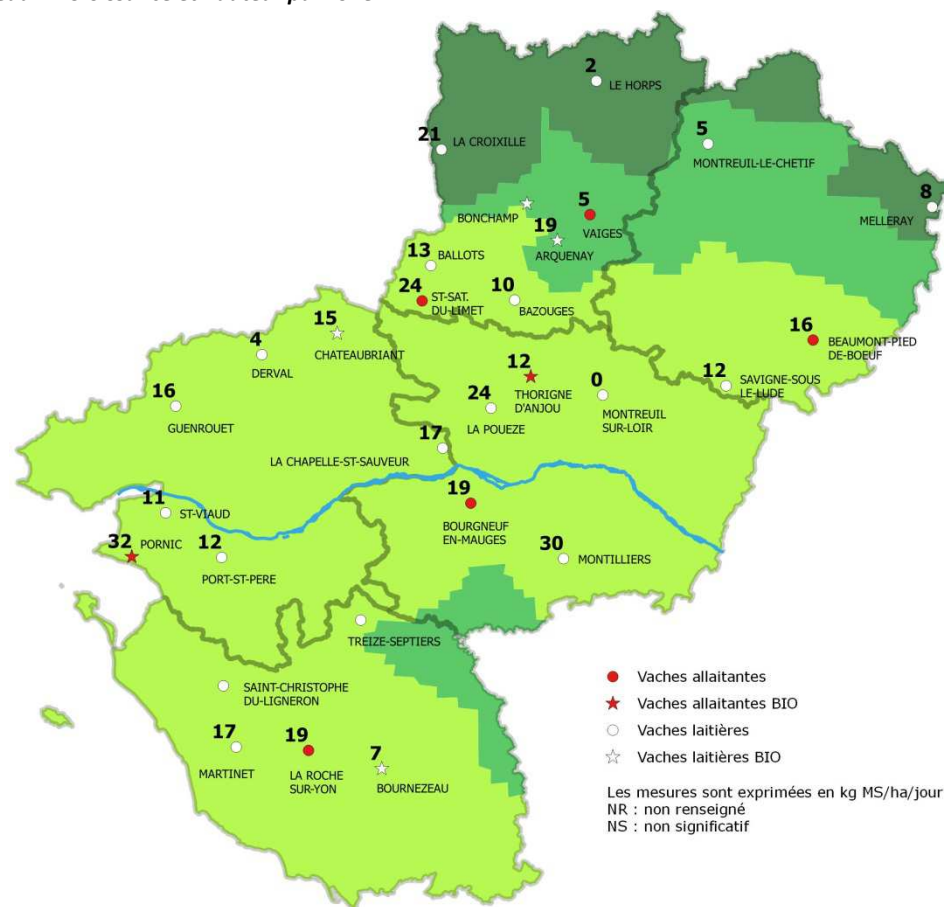 2
LE HORPS
21
LA CROIXILLE
5
MONTREUIL-LE-CHETIF
8
MELLERAY
BONCHAMP
5
VAIGES
19
ARQUENAY
13
BALLOTS
24
ST-SAT.
DU-LIMET
10
BAZOUGES
16
BEAUMONT-PIED
DE-BOEUF
12
SAVIGNE-SOUS
LE-LUDE
15
CHATEAUBRIANT
4
DERVAL
16
GUENROUET
12
THORIGNE
D'ANJOU
0
MONTREUIL
SUR-LOIR
24
LA POUEZE
17
LA CHAPELLE-ST-SAUVEUR
19
BOURGNEUF
EN-MAUGES
11
ST-VIAUD
32
PORNIC
12
PORT-ST-PERE
30
MONTILLIERS
TREIZE-SEPTIERS
SAINT-CHRISTOPHE
DU-LIGNERON
17
MARTINET
19
LA ROCHE
SUR-YON
7
BOURNEZEAU
Vaches allaitantes
Vaches allaitantes BIO
Vaches laitières
Vaches laitières BIO
Les mesures sont exprimées en kg MS/ha/jour
NR : non renseigné
NS : non significatif